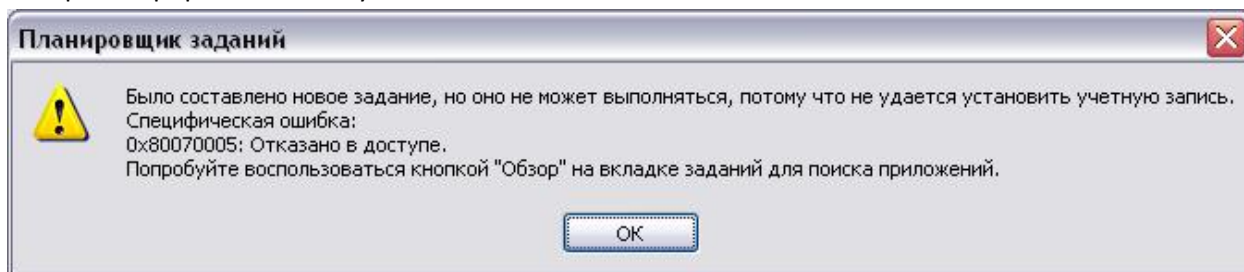 Планировщик заданий
Было составлено новое задание, но оно не может выполняться, потому что не удается установить учетную запись.
Специфическая ошибка:
0x80070005: Отказано в доступе.
Попробуйте воспользоваться кнопкой "Обзор" на вкладке заданий для поиска приложений.
ОК